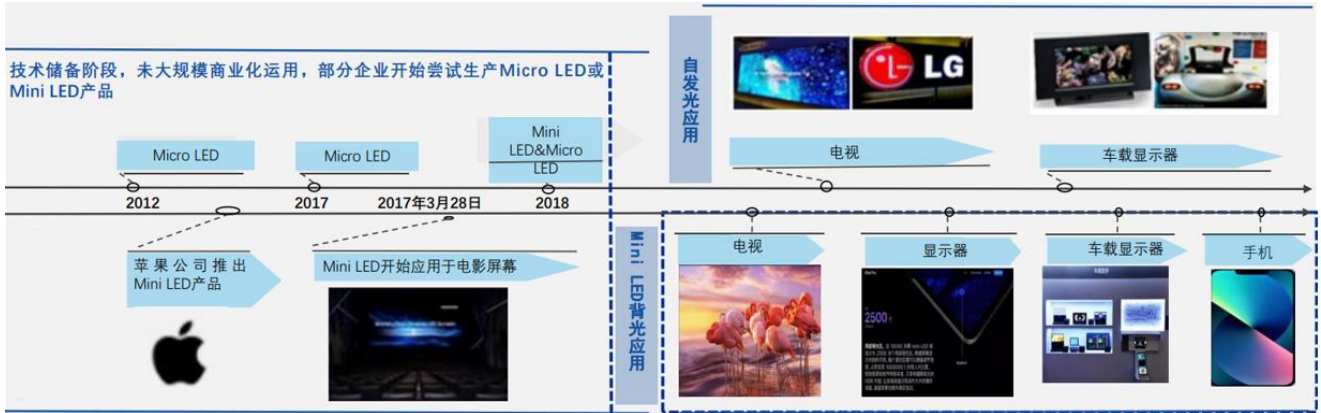 技术储备阶段，未大规模商业化运用，部分企业开始尝试生产Micro LED或
Mini LED产品
Micro LED
Micro LED
Mini
LED&Micro
LED
2012
2017
2017年3月28日
2018
苹果公司推出
Mini LED产品
Mini LED开始应用于电影屏幕
自发光应用
LG
电视
车载显示器
Mini LED背光应用
电视
显示器
2500
车载显示器
手机